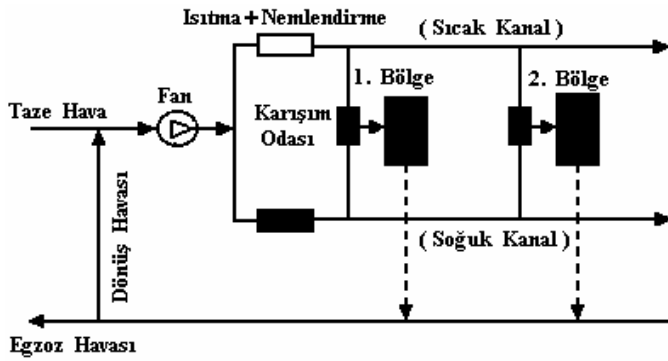 Isıtma+Nemlendirme
( Sıcak Kanal )
1. Bölge
2. Bölge
Fan
Taze Hava
Karışım
Odası
Dönüş Havası
( Soğuk Kanal )
Egzoz Havası